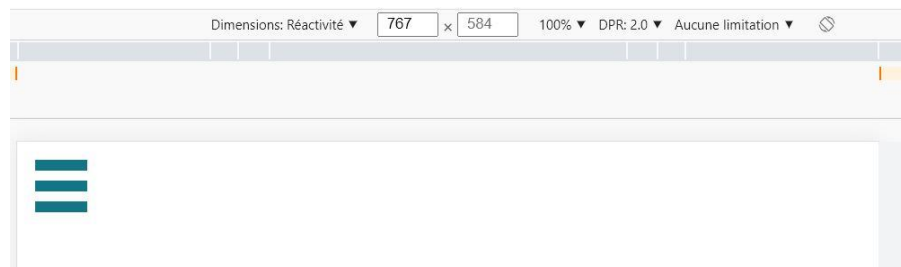 Dimensions: Réactivité ▼ 767 × 584 100% ▼ DPR: 2.0 ▼ Aucune limitation ▼